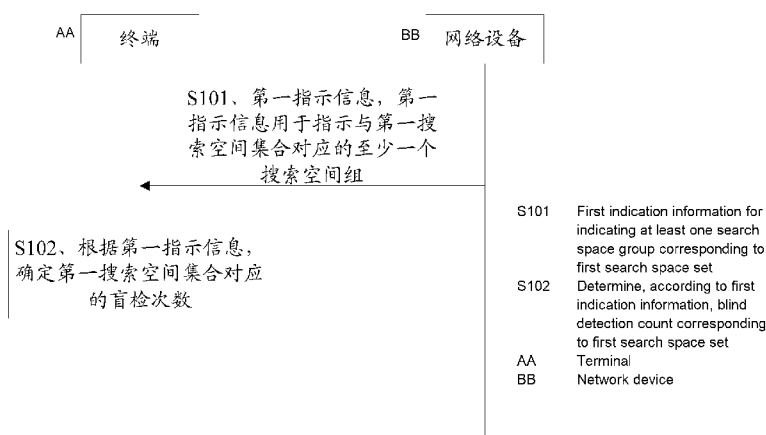 AA 终端
BB 网络设备
S101、第一指示信息，第一
指示信息用于指示与第一搜
索空间集合对应的至少一个
搜索空间组
S102、根据第一指示信息，
确定第一搜索空间集合对应
的盲检次数
S101 First indication information for
indicating at least one search
space group corresponding to
first search space set
S102 Determine, according to first
indication information, blind
detection count corresponding
to first search space set
AA Terminal
BB Network device